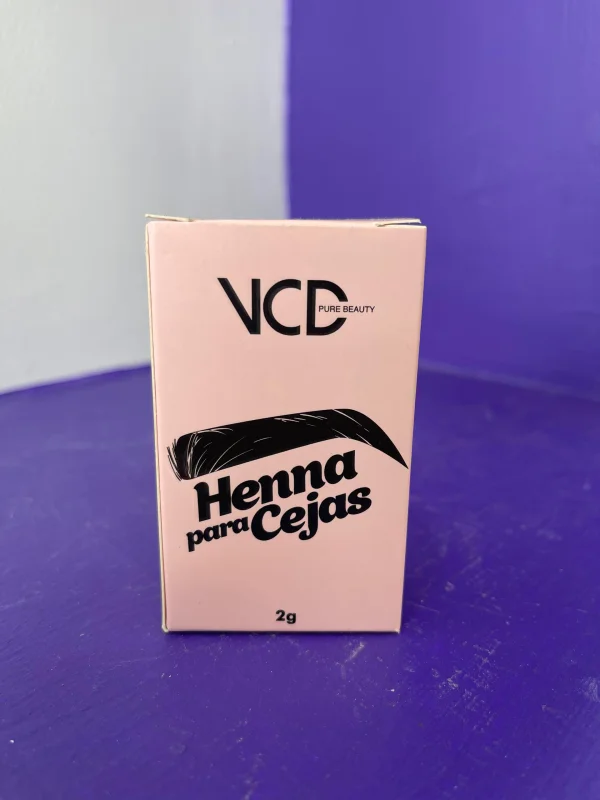 VCD PURE BEAUTY
Henna
para Cejas
2g